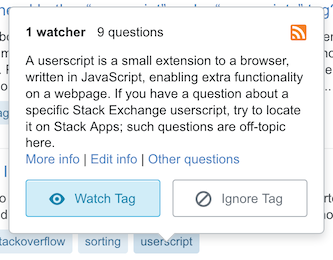 1 watcher 9 questions
A userscript is a small extension to a browser,
written in JavaScript, enabling extra functionality
on a webpage. If you have a question about a
specific Stack Exchange userscript, try to locate
it on Stack Apps; such questions are off-topic
here.
More info | Edit info | Other questions
Watch Tag Ignore Tag
sorting userscript